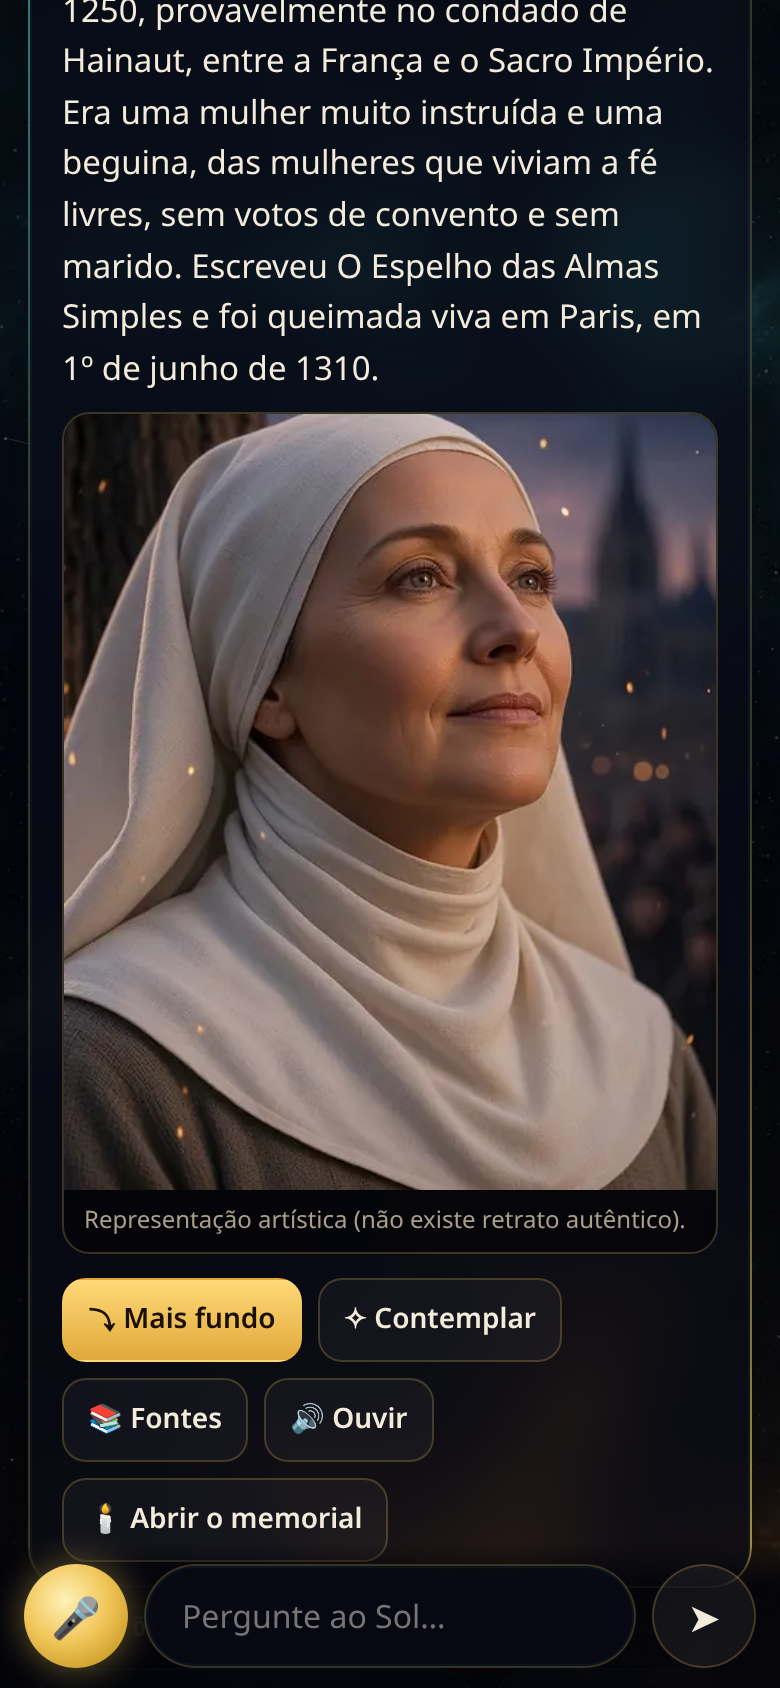 1250, provavelmente no condado de
Hainaut, entre a França e o Sacro Império.
Era uma mulher muito instruída e uma
beguina, das mulheres que viviam a fé
livres, sem votos de convento e sem
marido. Escreveu O Espelho das Almas
Simples e foi queimada viva em Paris, em
1º de junho de 1310.
Representação artística (não existe retrato autêntico).
Mais fundo
Contemplar
Fontes
Ouvir
Abrir o memorial
Pergunte ao Sol...